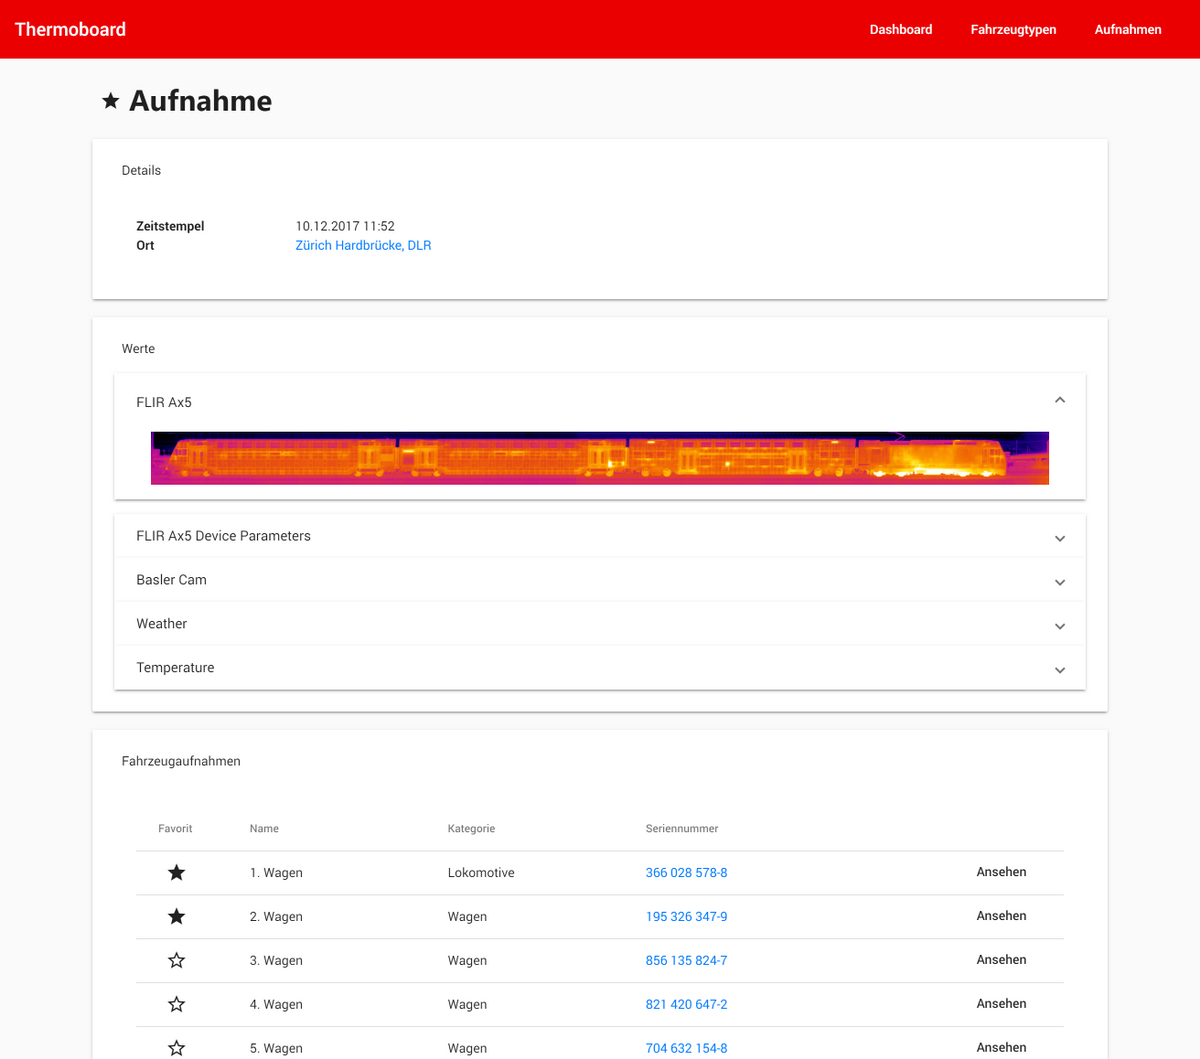 Thermoboard
Dashboard Fahrzeugtypen Aufnahmen
Aufnahme
Details
Zeitstempel 10.12.2017 11:52
Ort Zürich Hardbrücke, DLR
Werte
FLIR Ax5
FLIR Ax5 Device Parameters
Basler Cam
Weather
Temperature
Fahrzeugaufnahmen
Favorit Name Kategorie Seriennummer
1. Wagen Lokomotive 366 028 578-8 Ansehen
2. Wagen Wagen 195 326 347-9 Ansehen
3. Wagen Wagen 856 135 824-7 Ansehen
4. Wagen Wagen 821 420 647-2 Ansehen
5. Wagen Wagen 704 632 154-8 Ansehen